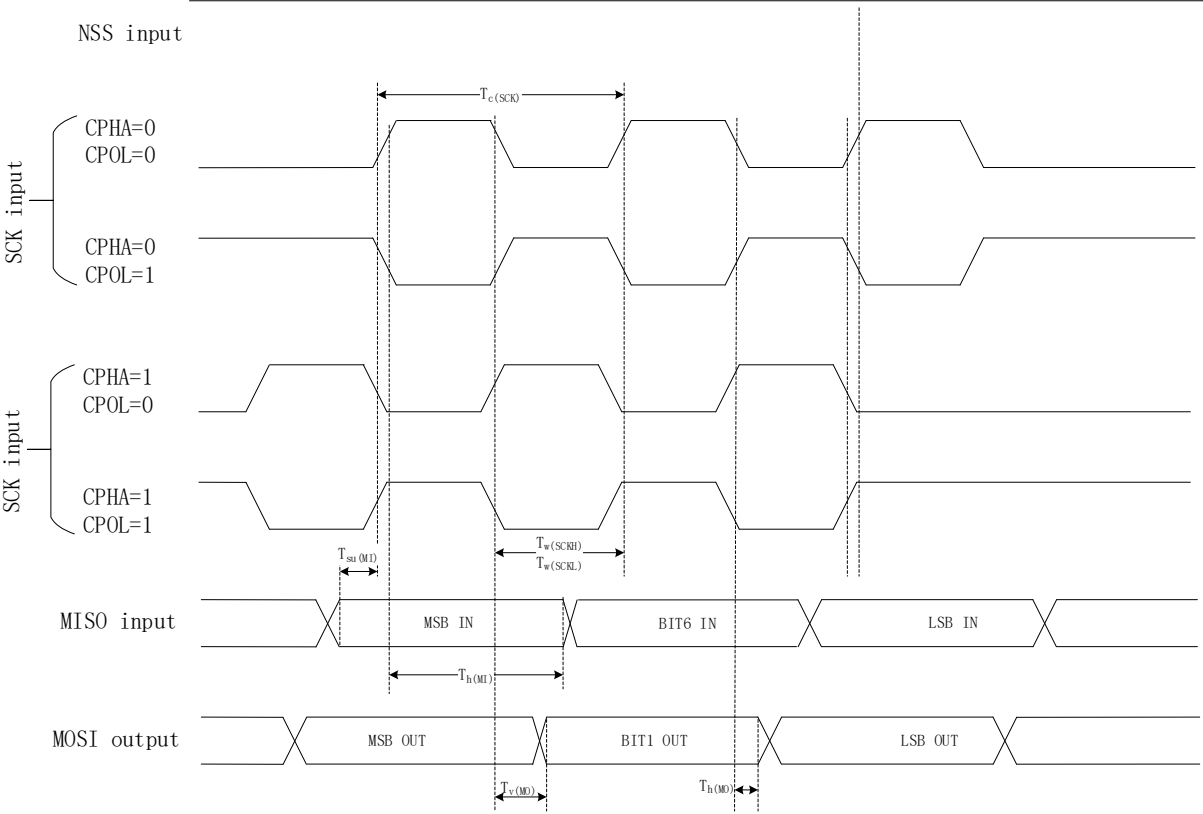 NSS input
Tc(SCK)
SCK input
CPHA=0
CPOL=0
CPHA=0
CPOL=1
SCK input
CPHA=1
CPOL=0
CPHA=1
CPOL=1
Tsu(MI)
Tw(SCKH)
Tw(SCKL)
MISO input
MSB IN
BIT6 IN
LSB IN
Th(MI)
MOSI output
MSB OUT
BIT1 OUT
LSB OUT
Tv(MO)
Th(MO)